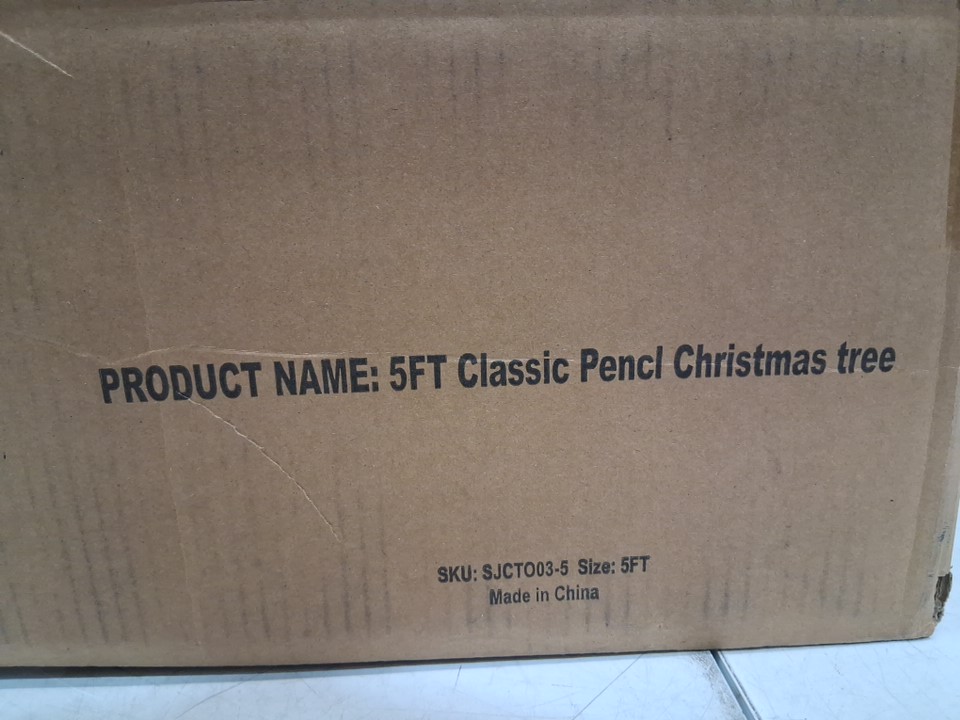 PRODUCT NAME: 5FT Classic Pencl Christmas tree
SKU: SJCTO03-5 Size: 5FT
Made in China